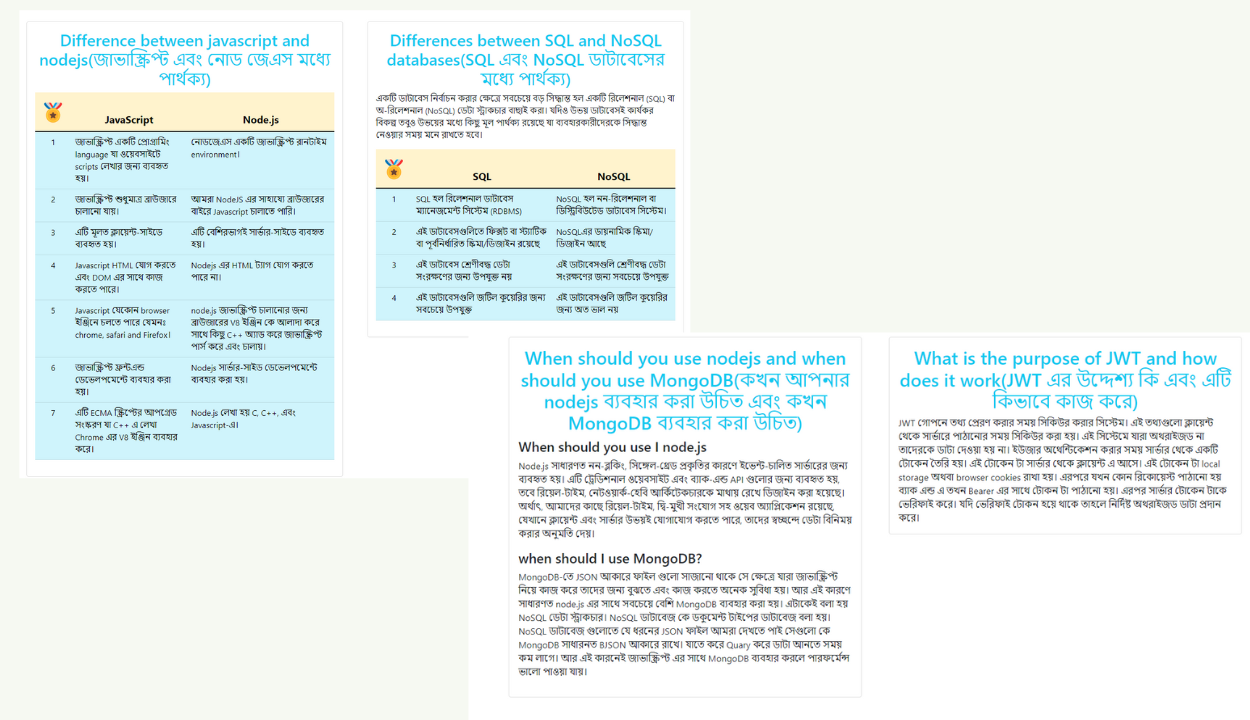 Difference between javascript and
nodejs(জাভাস্ক্রিপ্ট এবং নোড জেএস মধ্যে
পার্থক্য)
JavaScript
Node.js
1
জাভাস্ক্রিপ্ট একটি প্রোগ্রামিং
language যা ওয়েবসাইটে
scripts লেখার জন্য ব্যবহৃত
হয়।
নোডজেএস একটি জাভাস্ক্রিপ্ট রানটাইম
environment।
2
জাভাস্ক্রিপ্ট শুধুমাত্র ব্রাউজারে
চালানো যায়।
আমরা NodeJS এর সাহায্যে ব্রাউজারের
বাইরে Javascript চালাতে পারি।
3
এটি মূলত ক্লায়েন্ট-সাইডে
ব্যবহৃত হয়।
এটি বেশিরভাগই সার্ভার-সাইডে ব্যবহৃত
হয়।
4
Javascript HTML যোগ করতে
এবং DOM এর সাথে কাজ
করতে পারে।
Nodejs এর HTML ট্যাগ যোগ করতে
পারে না।
5
Javascript যেকোন browser
ইঞ্জিনে চলতে পারে যেমনঃ
chrome, safari and Firefox।
node.js জাভাস্ক্রিপ্ট চালানোর জন্য
ব্রাউজারের V8 ইঞ্জিন কে আলাদা করে
সাথে কিছু C++ অ্যাড করে জাভাস্ক্রিপ্ট
পার্স করে এবং চালায়।
6
জাভাস্ক্রিপ্ট ফ্রন্টএন্ড
ডেভেলপমেন্টে ব্যবহার করা
হয়।
Nodejs সার্ভার-সাইড ডেভেলপমেন্টে
ব্যবহার করা হয়।
7
এটি ECMA স্ক্রিপ্টের আপগ্রেড
সংস্করণ যা C++ এ লেখা
Chrome এর V8 ইঞ্জিন ব্যবহার
করে।
Node.js লেখা হয় C, C++, এবং
Javascript-এ।
Differences between SQL and NoSQL
databases(SQL এবং NoSQL ডাটাবেসের
মধ্যে পার্থক্য)
একটি ডাটাবেস নির্বাচন করার ক্ষেত্রে সবচেয়ে বড় সিদ্ধান্ত হল একটি রিলেশনাল (SQL) বা
অ-রিলেশনাল (NoSQL) ডেটা স্ট্রাকচার বাছাই করা। যদিও উভয় ডাটাবেসই কার্যকর
বিকল্প তবুও উভয়ের মধ্যে কিছু মূল পার্থক্য রয়েছে যা ব্যবহারকারীদেরকে সিদ্ধান্ত
নেওয়ার সময় মনে রাখতে হবে।
SQL
NoSQL
1
SQL হল রিলেশনাল ডাটাবেস
ম্যানেজমেন্ট সিস্টেম (RDBMS)
NoSQL হল নন-রিলেশনাল বা
ডিস্ট্রিবিউটেড ডাটাবেস সিস্টেম।
2
এই ডাটাবেসগুলিতে ফিক্সট বা স্ট্যাটিক
বা পূর্বনির্ধারিত স্কিমা/ডিজাইন রয়েছে
NoSQLএর ডায়নামিক স্কিমা/
ডিজাইন আছে
3
এই ডাটাবেস শ্রেণীবদ্ধ ডেটা
সংরক্ষণের জন্য উপযুক্ত নয়
এই ডাটাবেসগুলি শ্রেণীবদ্ধ ডেটা
সংরক্ষণের জন্য সবচেয়ে উপযুক্ত
4
এই ডাটাবেসগুলি জটিল কুয়েরির জন্য
সবচেয়ে উপযুক্ত
এই ডাটাবেসগুলি জটিল কুয়েরির
জন্য অত ভাল নয়
When should you use nodejs and when
should you use MongoDB(কখন আপনার
nodejs ব্যবহার করা উচিত এবং কখন
MongoDB ব্যবহার করা উচিত)
When should you use I node.js
Node.js সাধারণত নন-ব্লকিং, সিঙ্গেল-থ্রেড প্রকৃতির কারণে ইভেন্ট-চালিত সার্ভারের জন্য
ব্যবহৃত হয়। এটি ট্রেডিশনাল ওয়েবসাইট এবং ব্যাক-এন্ড API গুলোর জন্য ব্যবহৃত হয়,
তবে রিয়েল-টাইম, নেটওয়ার্ক-হেবি আর্কিটেকচারকে মাথায় রেখে ডিজাইন করা হয়েছে।
অর্থাৎ, আমাদের কাছে রিয়েল-টাইম, দ্বি-মুখী সংযোগ সহ ওয়েব অ্যাপ্লিকেশন রয়েছে,
যেখানে ক্লায়েন্ট এবং সার্ভার উভয়ই যোগাযোগ করতে পারে, তাদের স্বচ্ছন্দে ডেটা বিনিময়
করার অনুমতি দেয়।
when should I use MongoDB?
MongoDB-তে JSON আকারে ফাইল গুলো সাজানো থাকে সে ক্ষেত্রে যারা জাভাস্ক্রিপ্ট
নিয়ে কাজ করে তাদের জন্য বুঝতে এবং কাজ করতে অনেক সুবিধা হয়। আর এই কারণে
সাধারণত node.js এর সাথে সবচেয়ে বেশি MongoDB ব্যবহার করা হয়। এটাকেই বলা হয়
NoSQL ডেটা স্ট্রাকচার। NoSQL ডাটাবেজ কে ডকুমেন্ট টাইপের ডাটাবেজ বলা হয়।
NoSQL ডাটাবেজ গুলোতে যে ধরনের JSON ফাইল আমরা দেখতে পাই সেগুলো কে
MongoDB সাধারনত BJSON আকারে রাখে। যাতে করে Quary করে ডাটা আনতে সময়
কম লাগে। আর এই কারনেই জাভাস্ক্রিপ্ট এর সাথে MongoDB ব্যবহার করলে পারফর্মেন্স
ভালো পাওয়া যায়।
What is the purpose of JWT and how
does it work(JWT এর উদ্দেশ্য কি এবং এটি
কিভাবে কাজ করে)
JWT গোপনে তথ্য প্রেরণ করার সময় সিকিউর করার সিস্টেম। এই তথ্যগুলো ক্লায়েন্ট
থেকে সার্ভারে পাঠানোর সময় সিকিউর করা হয়। এই সিস্টেমে যারা অথরাইজড না
তাদেরকে ডাটা দেওয়া হয় না। ইউজার অথেন্টিকেশন করার সময় সার্ভার থেকে একটি
টোকেন তৈরি হয়। এই টোকেন টা সার্ভার থেকে ক্লায়েন্ট এ আসে। এই টোকেন টা local
storage অথবা browser cookies রাখা হয়। এরপরে যখন কোন রিকোয়েস্ট পাঠানো হয়
ব্যাক এন্ড এ তখন Bearer এর সাথে টোকন টা পাঠানো হয়। এরপর সার্ভার টোকেন টাকে
ভেরিফাই করে। যদি ভেরিফাই টোকন হয়ে থাকে তাহলে নির্দিষ্ট অথরাইজড ডাটা প্রদান
করে।